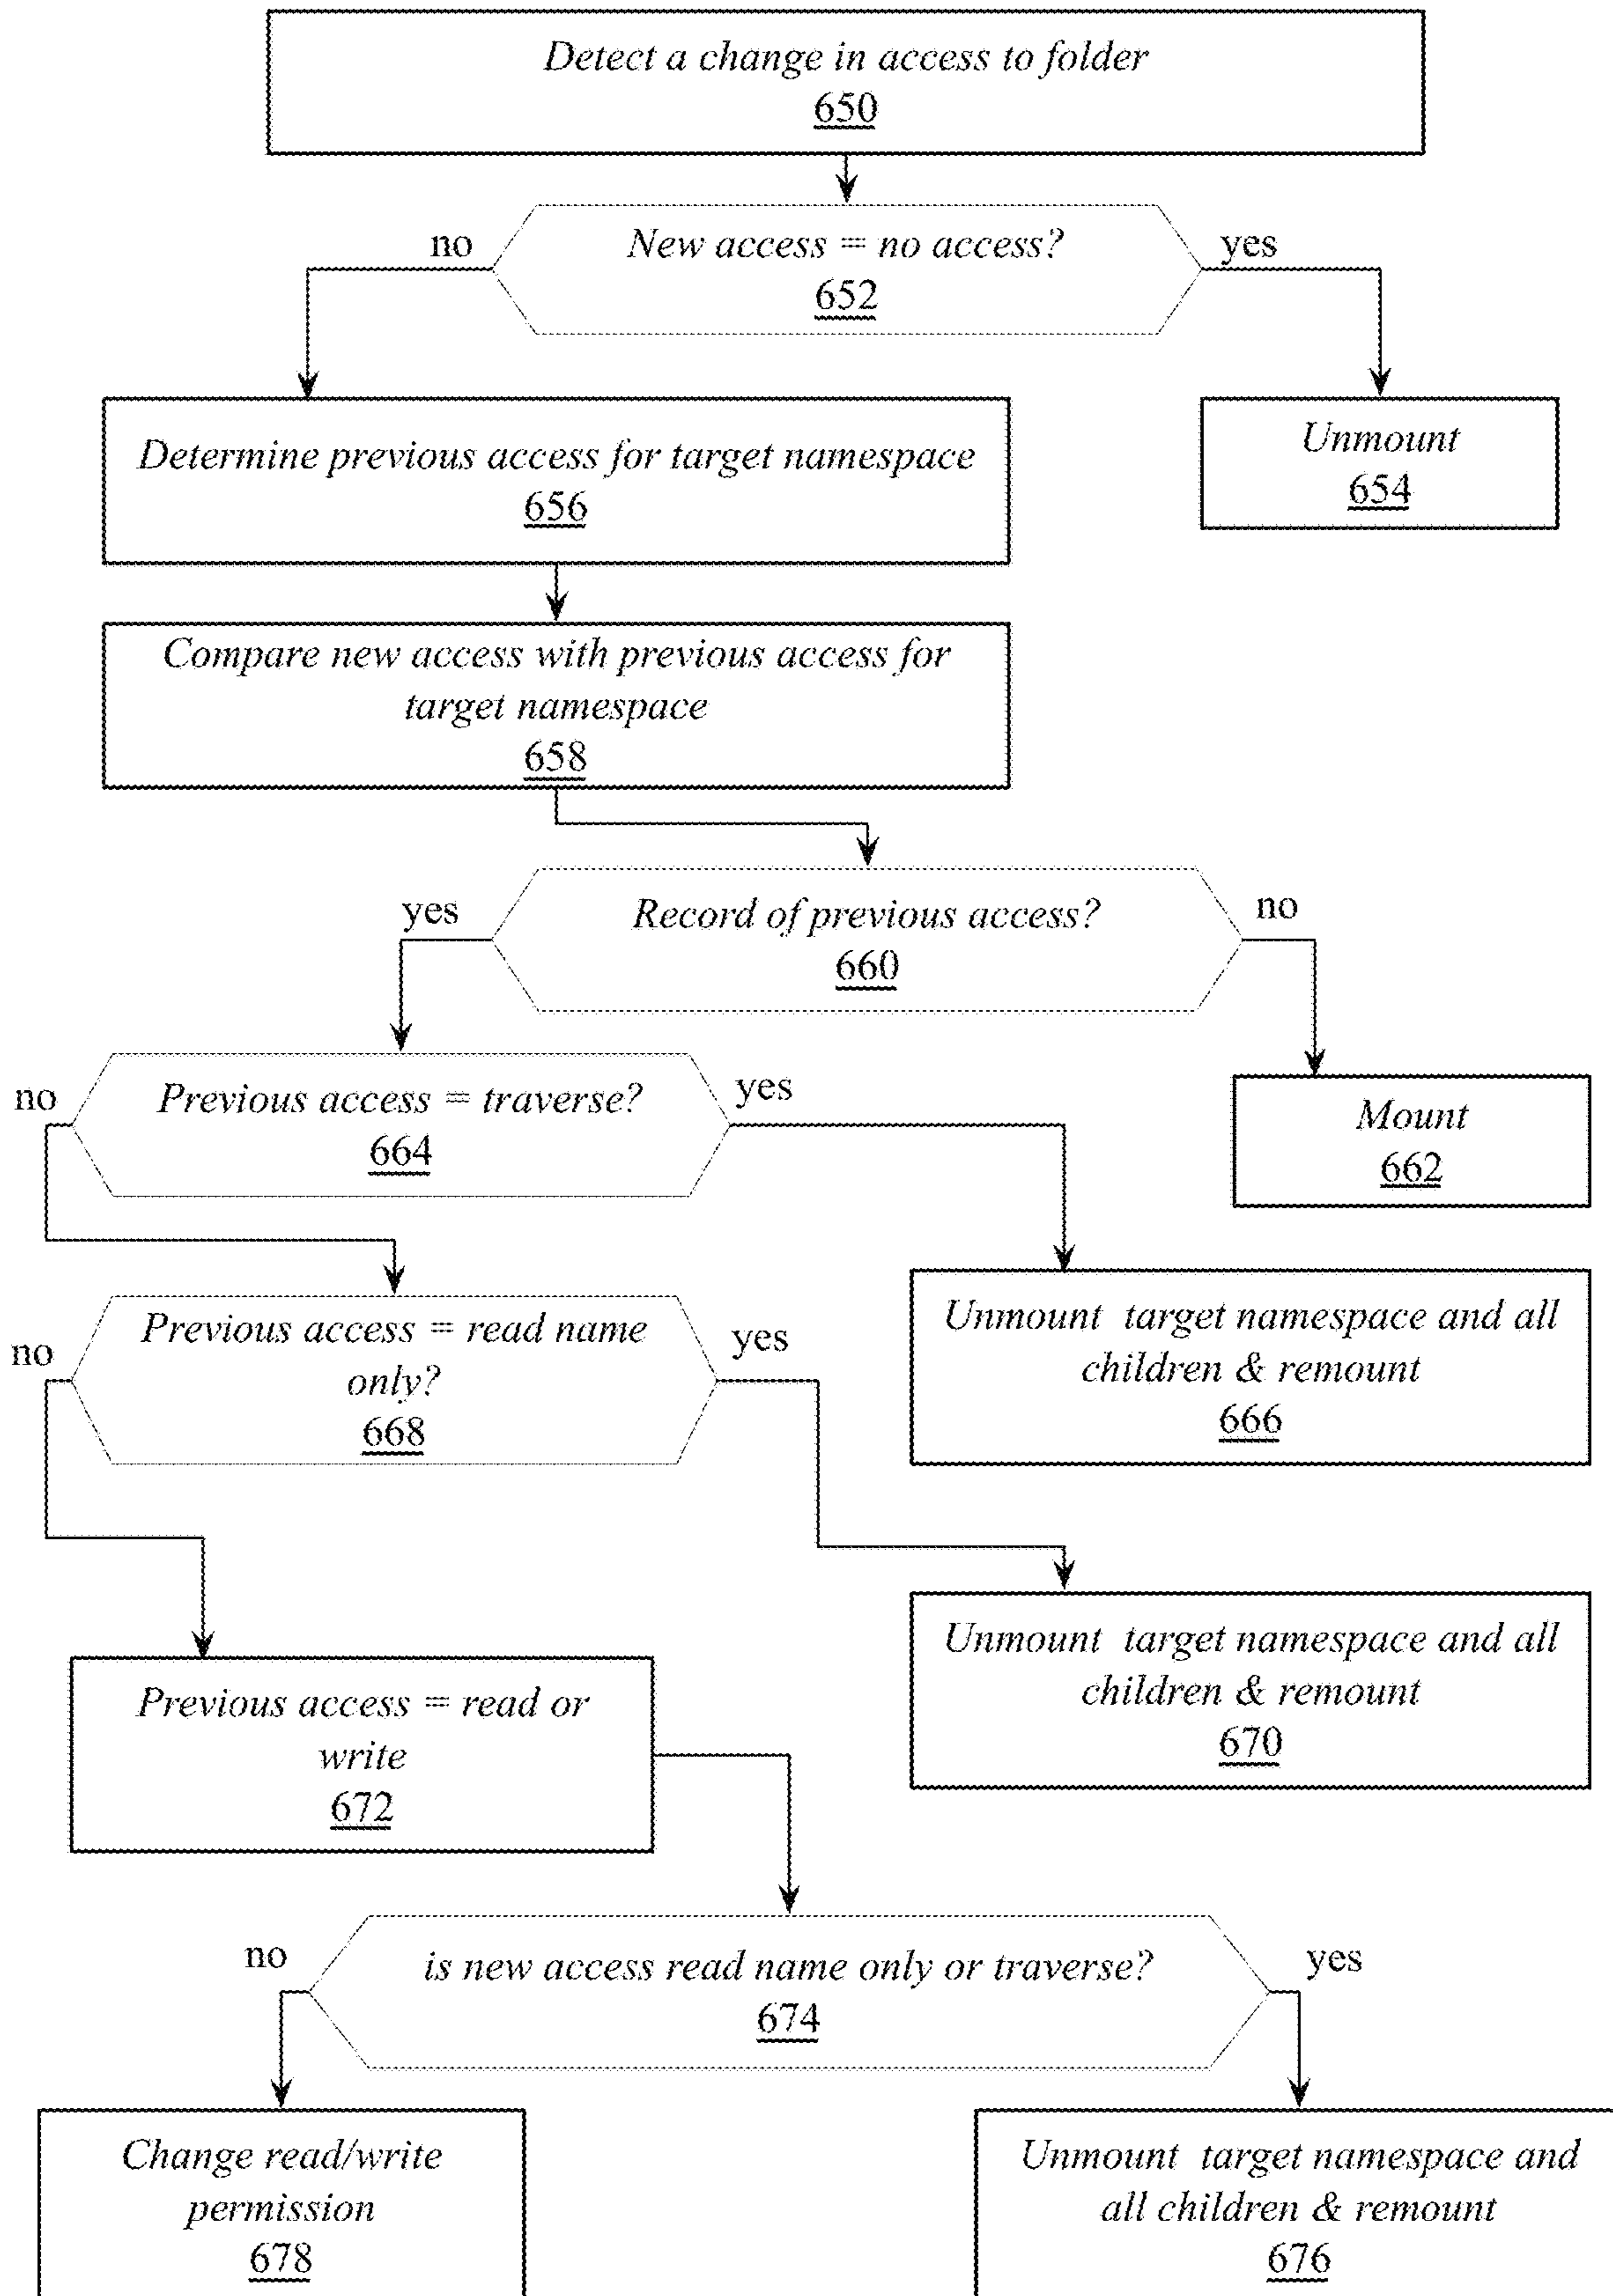 Detect a change in access to folder
650
no
New access = no access?
yes
652
Determine previous access for target namespace
656
Unmount
654
Compare new access with previous access for
target namespace
658
yes
Record of previous access?
no
660
no
Previous access = traverse?
yes
664
Mount
662
Unmount target namespace and all
children & remount
666
no
Previous access = read name
only?
yes
668
Unmount target namespace and all
children & remount
670
Previous access = read or
write
672
no
is new access read name only or traverse?
yes
674
Change read/write
permission
678
Unmount target namespace and
all children & remount
676